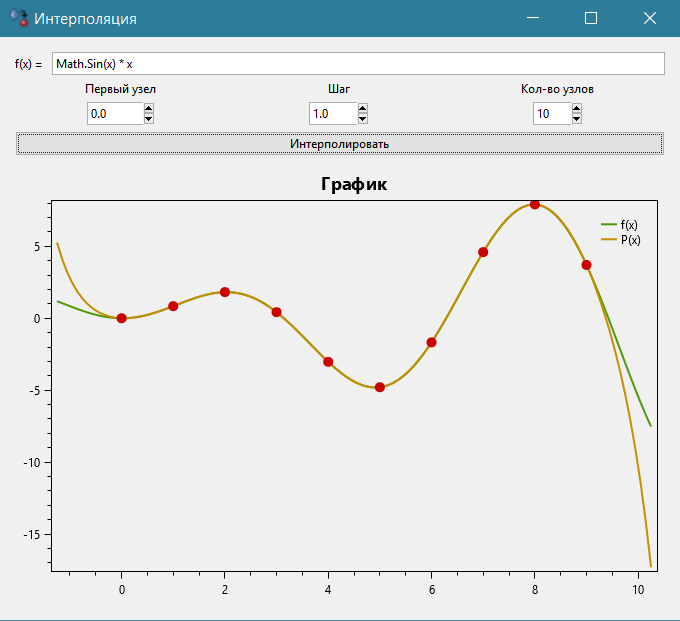 Интерполяция
f(x) = Math.Sin(x) * x
Первый узел Шаг Кол-во узлов
0.0 1.0 10
Интерполировать
График
f(x)
P(x)
5
0
-5
-10
-15
0 2 4 6 8 10